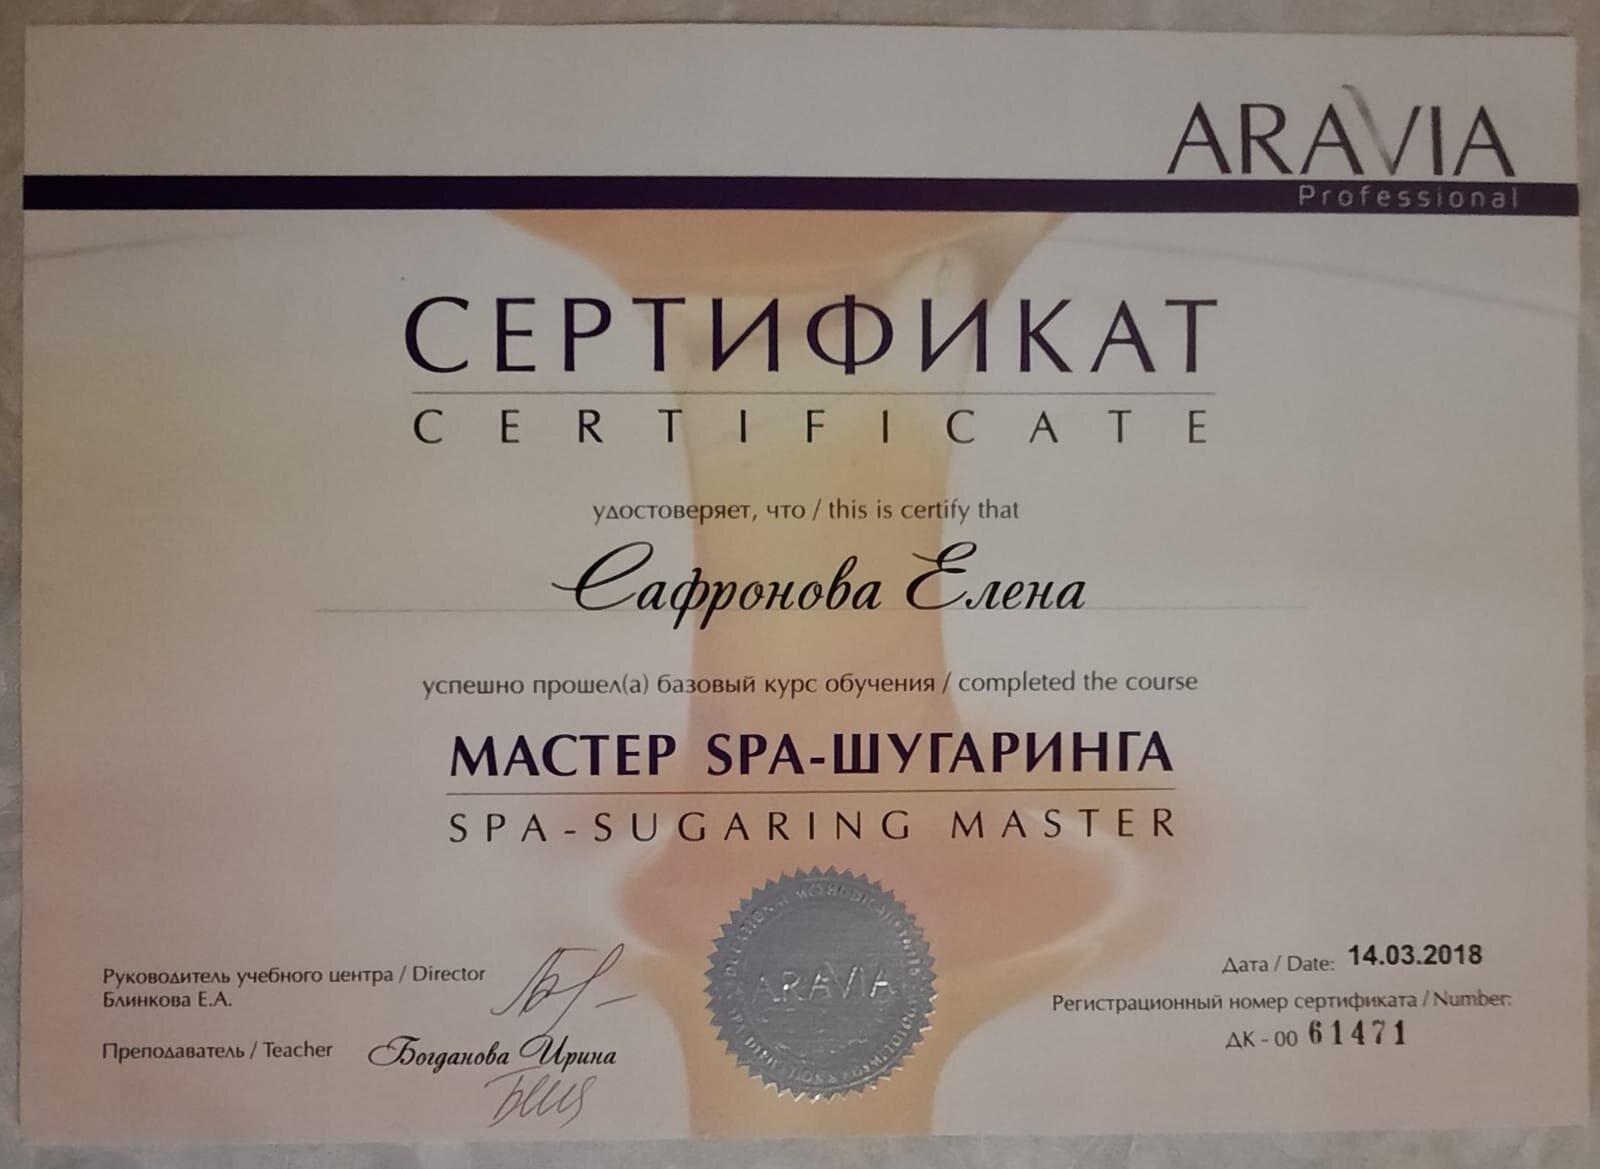 ARAVIA
Professional
СЕРТИФИКАТ
CERTIFICATE
удостоверяет, что / this is certify that
Сафронова Елена
успешно прошел(а) базовый курс обучения / completed the course
МАСТЕР SPA-ШУГАРИНГА
SPA-SUGARING MASTER
ARAVIA
Руководитель учебного центра / Director
Блинкова Е.А.
Преподаватель / Teacher Богданова Ирина
Дата / Date: 14.03.2018
Регистрационный номер сертификата / Number:
ДК - 00 61471